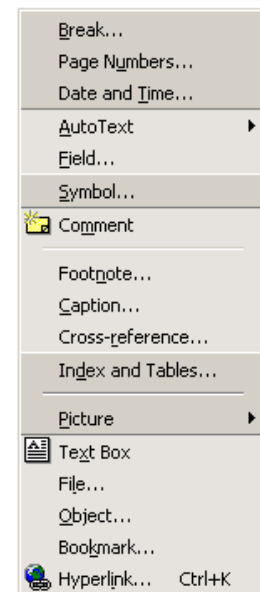 Break...
Page Numbers...
Date and Time...
AutoText
Field...
Symbol...
Comment
Footnote...
Caption...
Cross-reference...
Index and Tables...
Picture
Text Box
File...
Object...
Bookmark...
Hyperlink... Ctrl+K